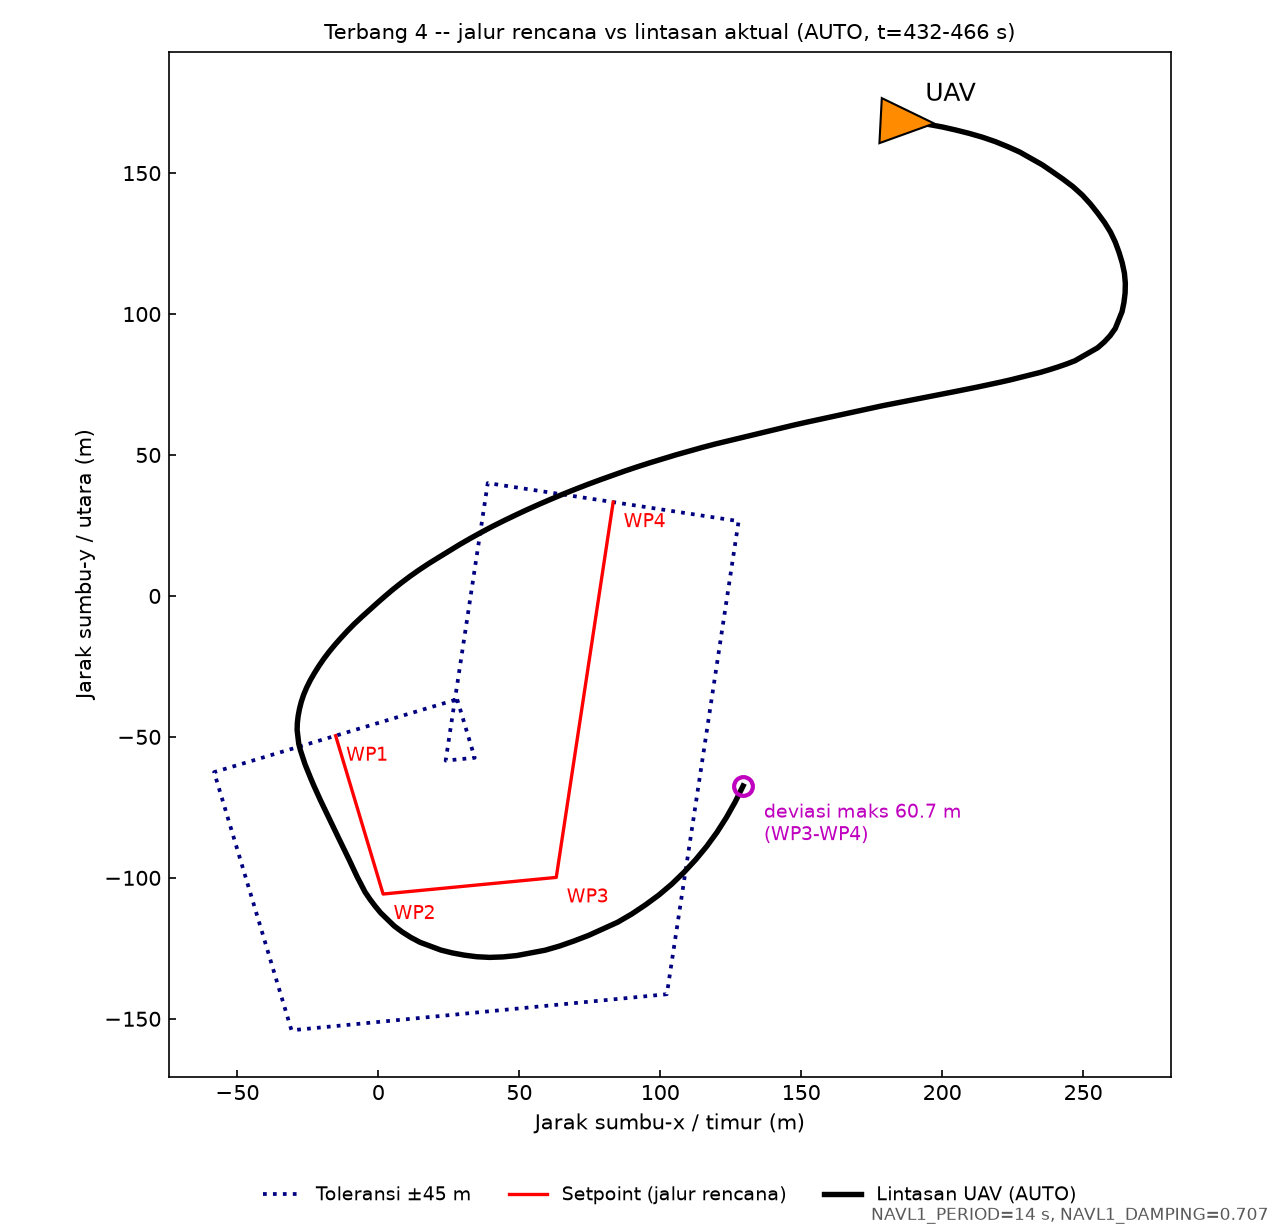 Terbang 4 -- jalur rencana vs lintasan aktual (AUTO, t=432-466 s)
UAV
150
100
50
0
−50
−100
−150
Jarak sumbu-y / utara (m)
WP4
WP1
WP2
WP3
deviasi maks 60.7 m
(WP3-WP4)
−50
0
50
100
150
200
250
Jarak sumbu-x / timur (m)
Toleransi ±45 m
Setpoint (jalur rencana)
Lintasan UAV (AUTO)
NAVL1_PERIOD=14 s, NAVL1_DAMPING=0.707